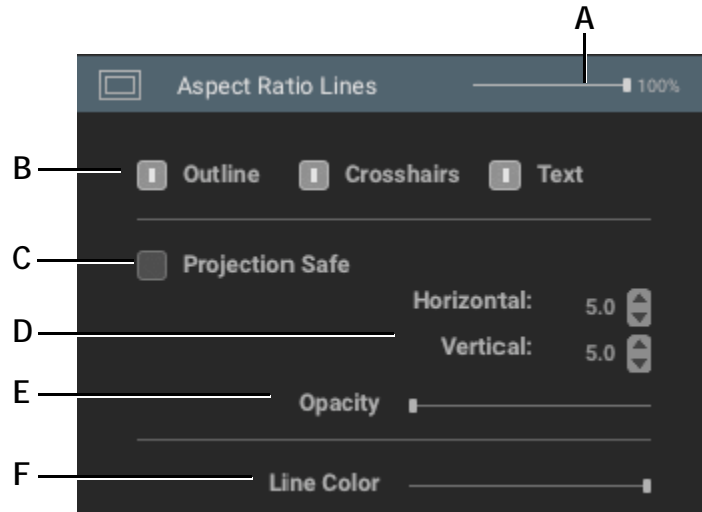 A
Aspect Ratio Lines 100%
B Outline Crosshairs Text
C Projection Safe
Horizontal: 5.0
D
Vertical: 5.0
E Opacity
F Line Color